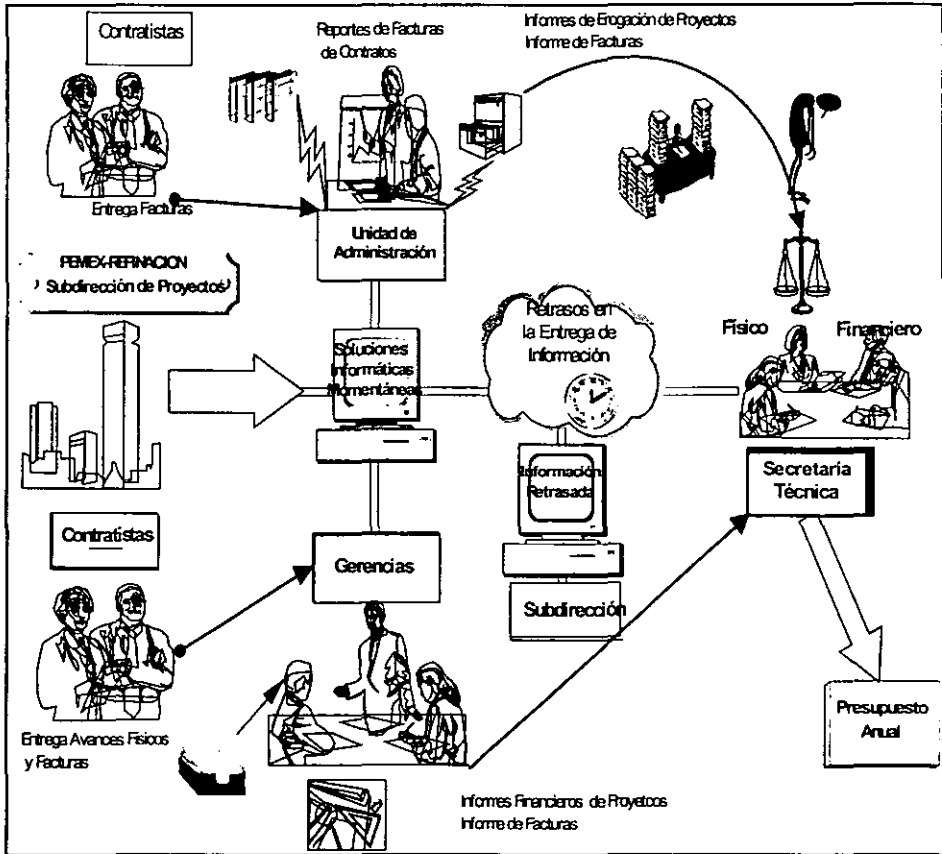 Contratistas
Reportes de Facturas
de Contratos
Informes de Erogación de Proyectos
Informe de Facturas
Entrega Facturas
Unidad de
Administración
PEMEX-REFINACION
Subdirección de Proyectos
Soluciones
Informáticas
Momentáneas
Retrasos en
la Entrega de
Información
Físico
Financiero
Información
Retrasada
Secretaría
Técnica
Contratistas
Gerencias
Subdirección
Entrega Avances Físicos
y Facturas
Presupuesto
Anual
Informes Financieros de Proyetcos
Informe de Facturas